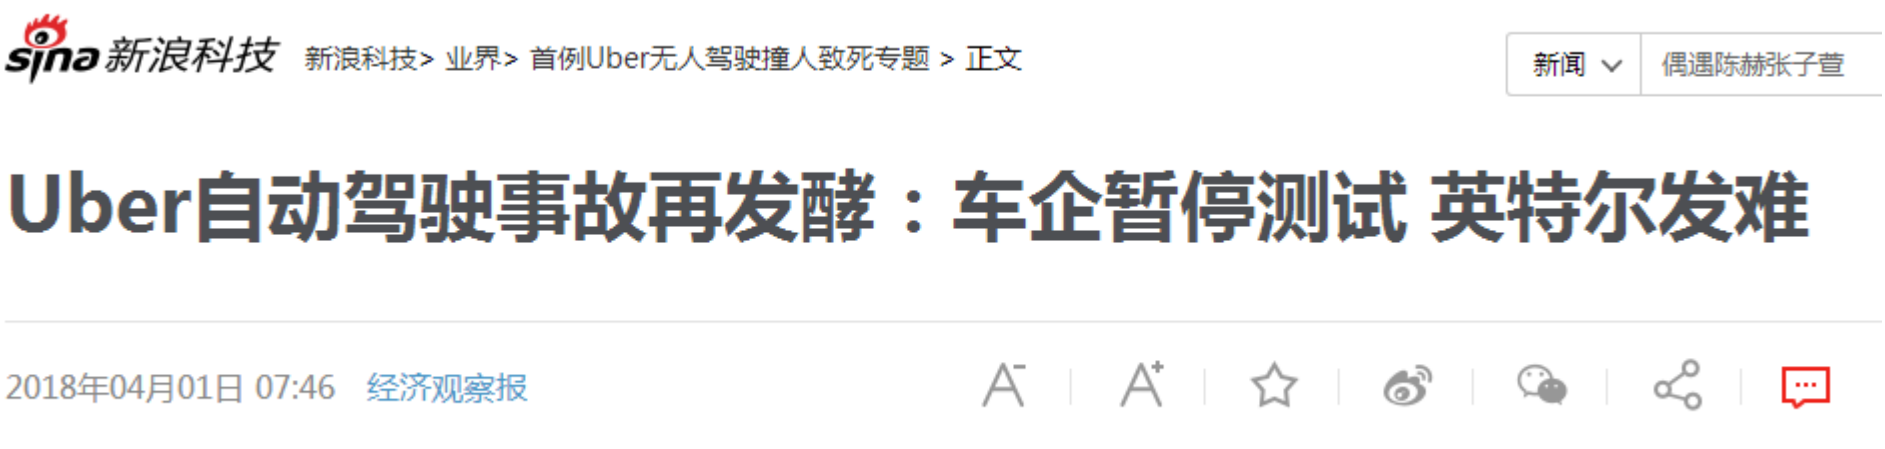 sina新浪科技 新浪科技> 业界> 首例Uber无人驾驶撞人致死专题 > 正文 新闻 偶遇陈赫张子萱
Uber自动驾驶事故再发酵：车企暂停测试 英特尔发难
2018年04月01日 07:46 经济观察报 A- A+